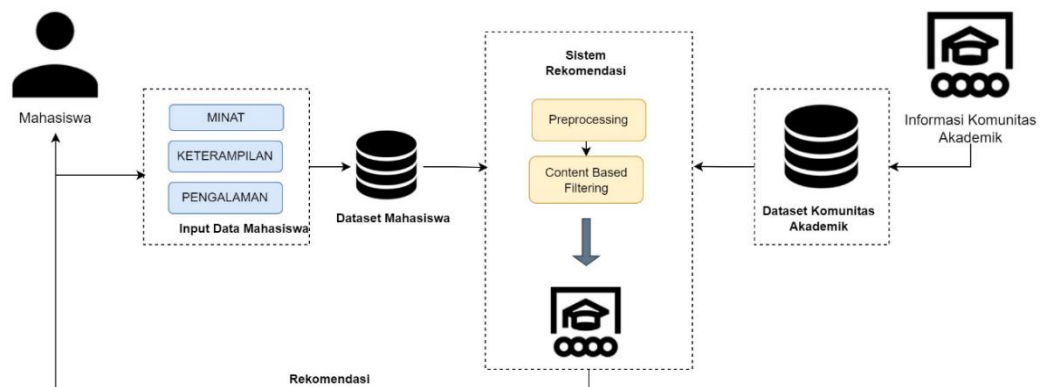 Mahasiswa
MINAT
KETERAMPILAN
PENGALAMAN
Input Data Mahasiswa
Dataset Mahasiswa
Sistem
Rekomendasi
Preprocessing
Content Based
Filtering
Dataset Komunitas
Akademik
Informasi Komunitas
Akademik
Rekomendasi